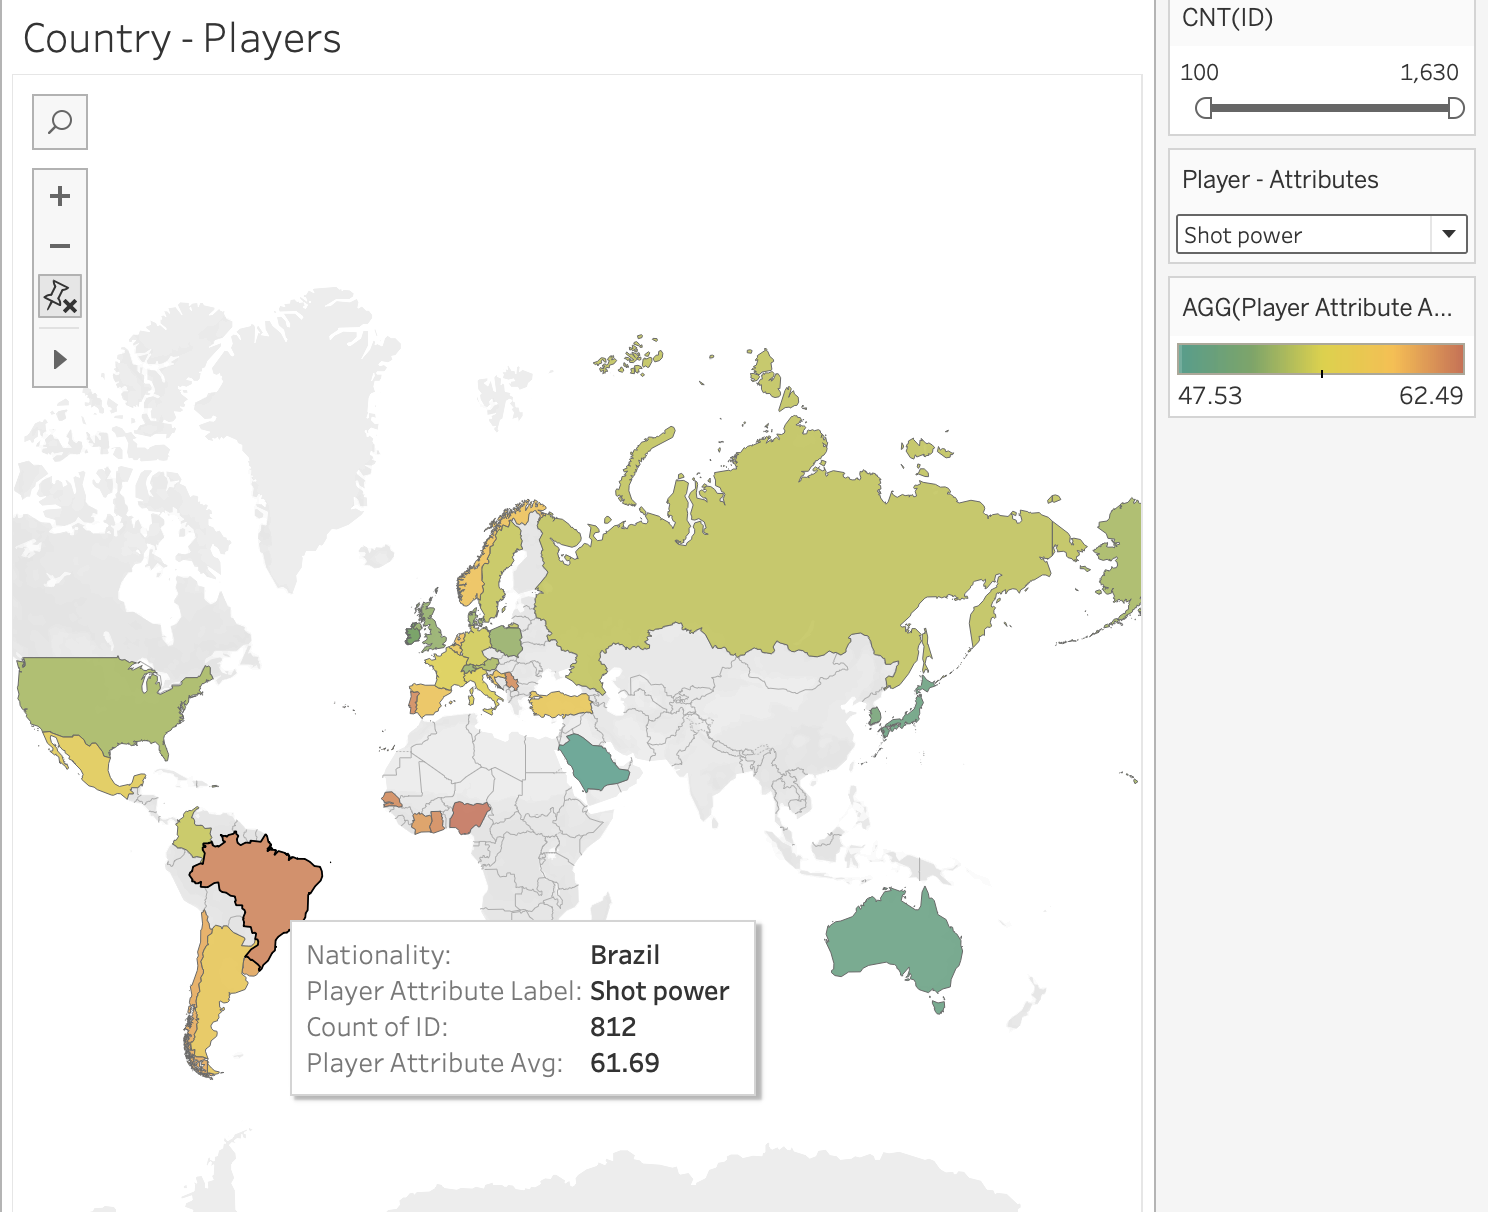 Country - Players
CNT(ID)
100 1,630
Player - Attributes
Shot power
AGG(Player Attribute A...
47.53 62.49
Nationality: Brazil
Player Attribute Label: Shot power
Count of ID: 812
Player Attribute Avg: 61.69